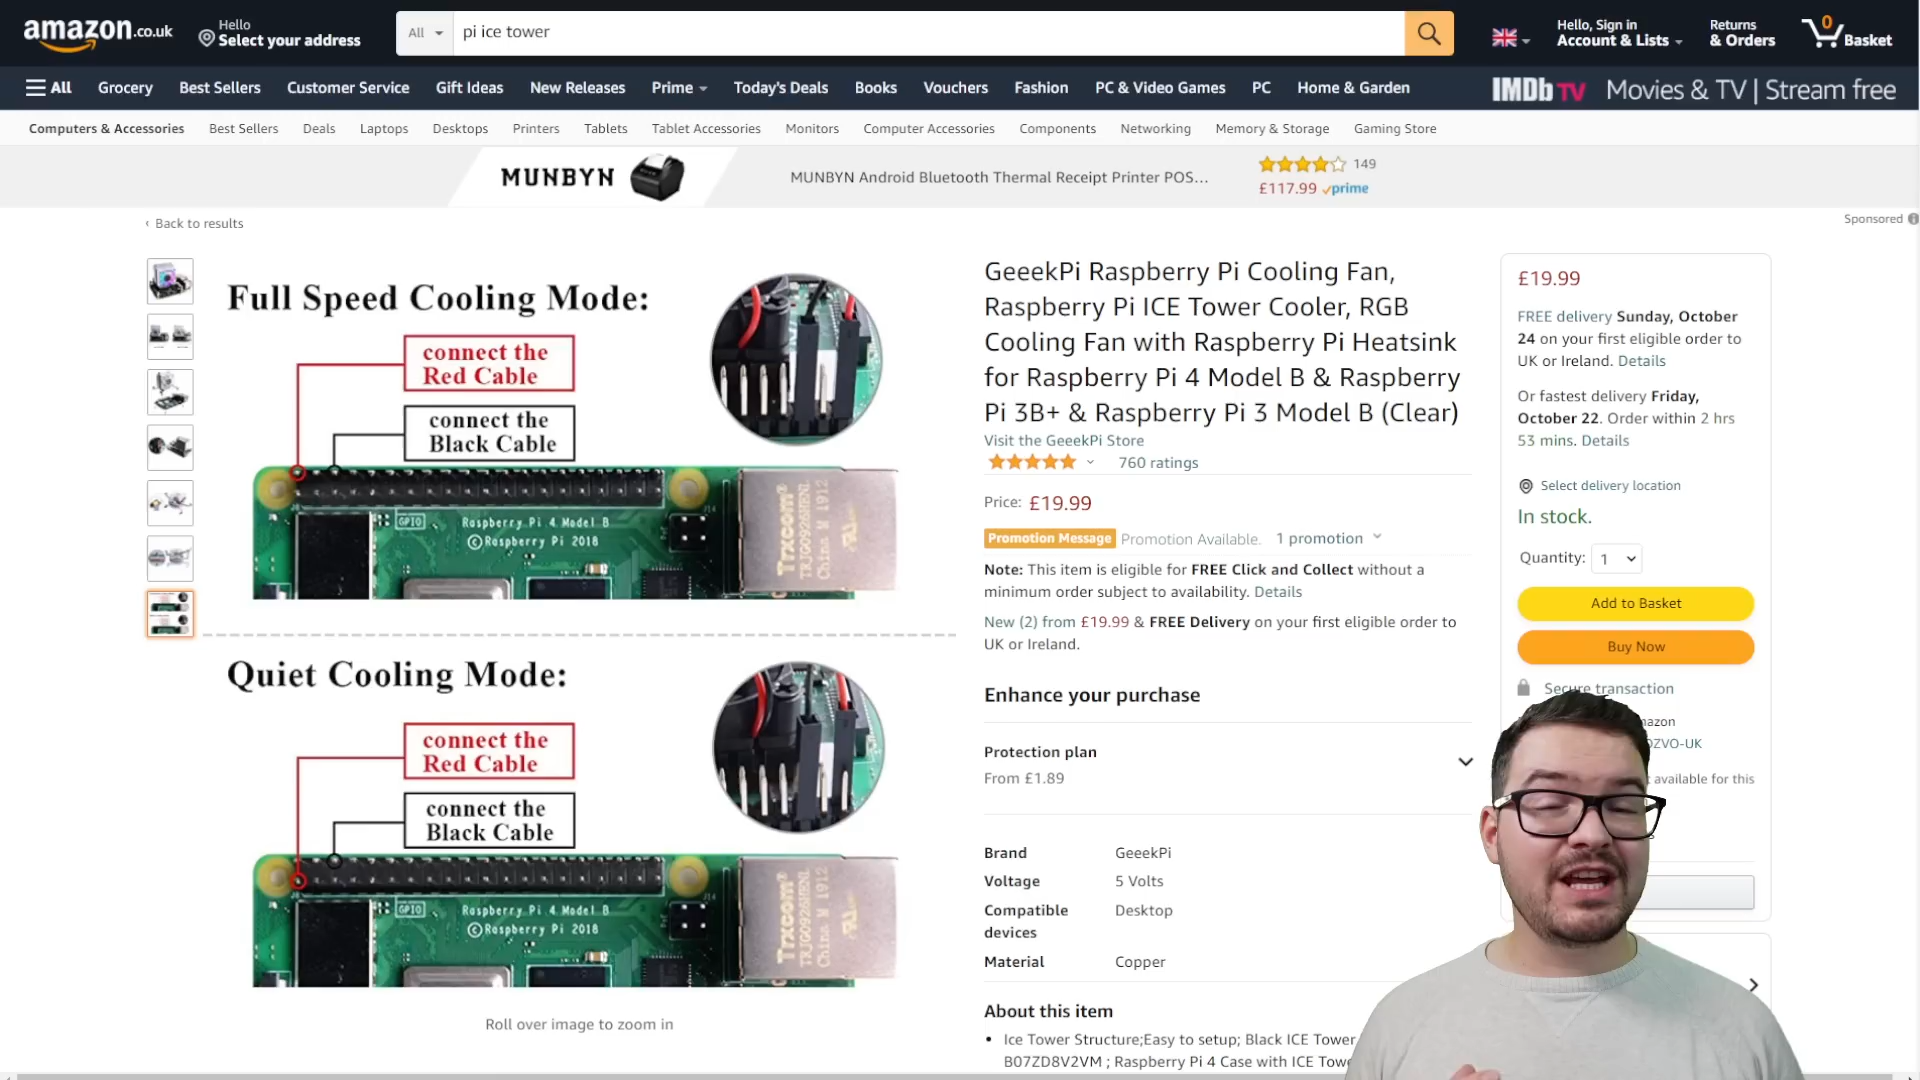 amazon.co.uk
Hello
Select your address
All
pi ice tower
Hello, Sign in
Account & Lists
Returns
& Orders
0
Basket
All
Grocery
Best Sellers
Customer Service
Gift Ideas
New Releases
Prime
Today's Deals
Books
Vouchers
Fashion
PC & Video Games
PC
Home & Garden
IMDb TV Movies & TV | Stream free
Computers & Accessories
Best Sellers
Deals
Laptops
Desktops
Printers
Tablets
Tablet Accessories
Monitors
Computer Accessories
Components
Networking
Memory & Storage
Gaming Store
MUNBYN
MUNBYN Android Bluetooth Thermal Receipt Printer POS…
149
£117.99 prime
Sponsored
‹ Back to results
Full Speed Cooling Mode:
connect the
Red Cable
connect the
Black Cable
GPIO
Raspberry Pi 4 Model B
©Raspberry Pi 2018
J14
Trxcom®
TRJG0926HENL
China M 1912
Quiet Cooling Mode:
connect the
Red Cable
connect the
Black Cable
GPIO
Raspberry Pi 4 Model B
©Raspberry Pi 2018
J14
Trxcom®
TRJG0926HENL
China M 1912
Roll over image to zoom in
GeeekPi Raspberry Pi Cooling Fan,
Raspberry Pi ICE Tower Cooler, RGB
Cooling Fan with Raspberry Pi Heatsink
for Raspberry Pi 4 Model B & Raspberry
Pi 3B+ & Raspberry Pi 3 Model B (Clear)
Visit the GeeekPi Store
760 ratings
Price: £19.99
Promotion Message Promotion Available. 1 promotion
Note: This item is eligible for FREE Click and Collect without a
minimum order subject to availability. Details
New (2) from £19.99 & FREE Delivery on your first eligible order to
UK or Ireland.
Enhance your purchase
Protection plan
From £1.89
Brand GeeekPi
Voltage 5 Volts
Compatible Desktop
devices
Material Copper
About this item
• Ice Tower Structure;Easy to setup; Black ICE Tower
B07ZD8V2VM ; Raspberry Pi 4 Case with ICE
£19.99
FREE delivery Sunday, October
24 on your first eligible order to
UK or Ireland. Details
Or fastest delivery Friday,
October 22. Order within 2 hrs
53 mins. Details
Select delivery location
In stock.
Quantity: 1
Add to Basket
Buy Now
Secure transaction
available for this